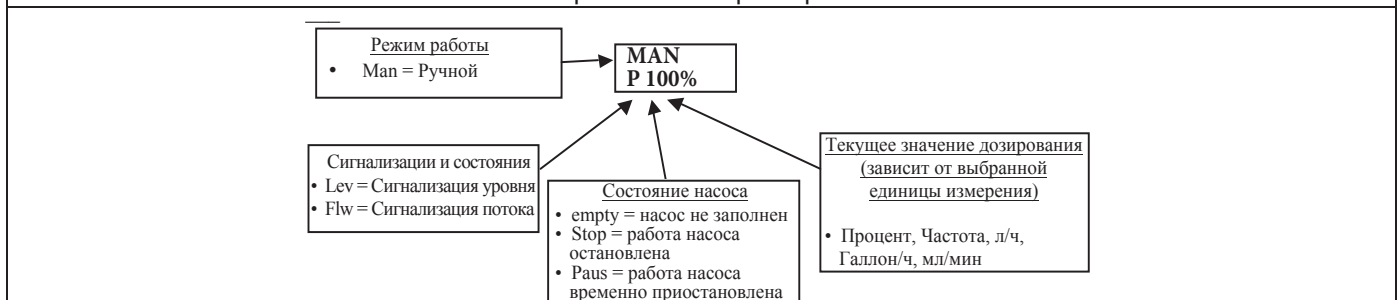 Режим работы
• Man = Ручной
MAN
P 100%
Сигнализации и состояния
• Lev = Сигнализация уровня
• Flw = Сигнализация потока
Состояние насоса
• empty = насос не заполнен
• Stop = работа насоса
остановлена
• Paus = работа насоса
временно приостановлена
Текущее значение дозирования
(зависит от выбранной
единицы измерения)
• Процент, Частота, л/ч,
Галлон/ч, мл/мин